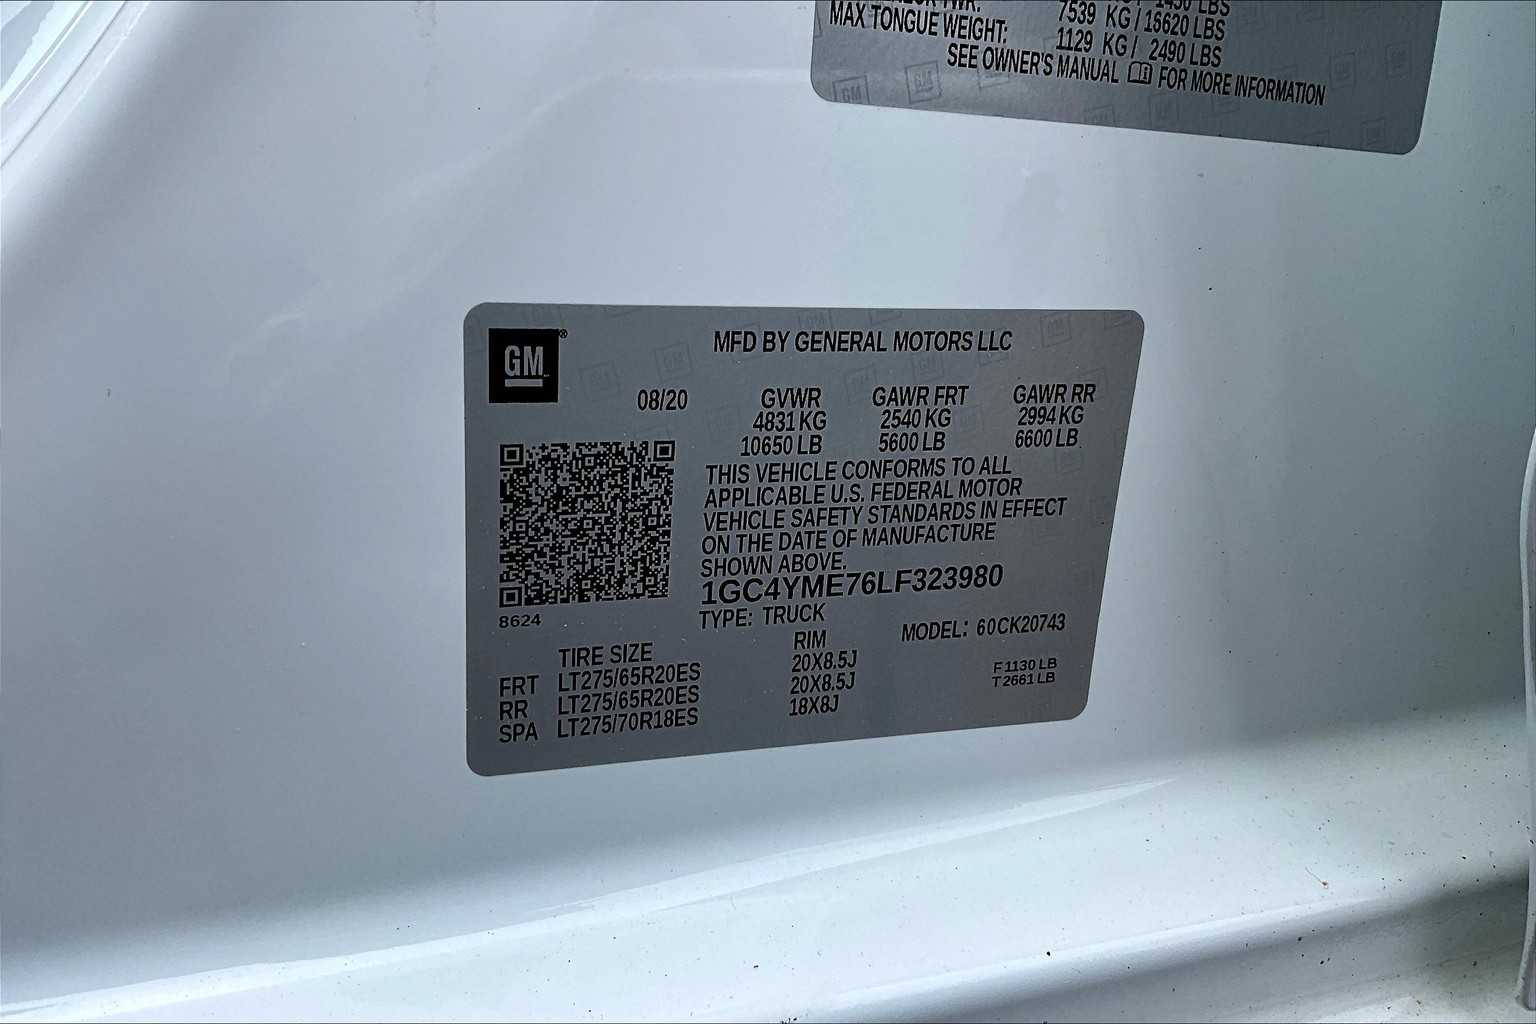 7539 KG / 16620 LBS
MAX TONGUE WEIGHT: 1129 KG / 2490 LBS
SEE OWNER'S MANUAL FOR MORE INFORMATION
GM
MFD BY GENERAL MOTORS LLC
08/20 GVWR GAWR FRT GAWR RR
4831 KG 2540 KG 2994 KG
10650 LB 5600 LB 6600 LB
THIS VEHICLE CONFORMS TO ALL
APPLICABLE U.S. FEDERAL MOTOR
VEHICLE SAFETY STANDARDS IN EFFECT
ON THE DATE OF MANUFACTURE
SHOWN ABOVE.
1GC4YME76LF323980
8624
TYPE: TRUCK
MODEL: 60CK20743
TIRE SIZE RIM
FRT LT275/65R20ES 20X8.5J
RR LT275/65R20ES 20X8.5J
SPA LT275/70R18ES 18X8J
F 1130 LB
T 2661 LB